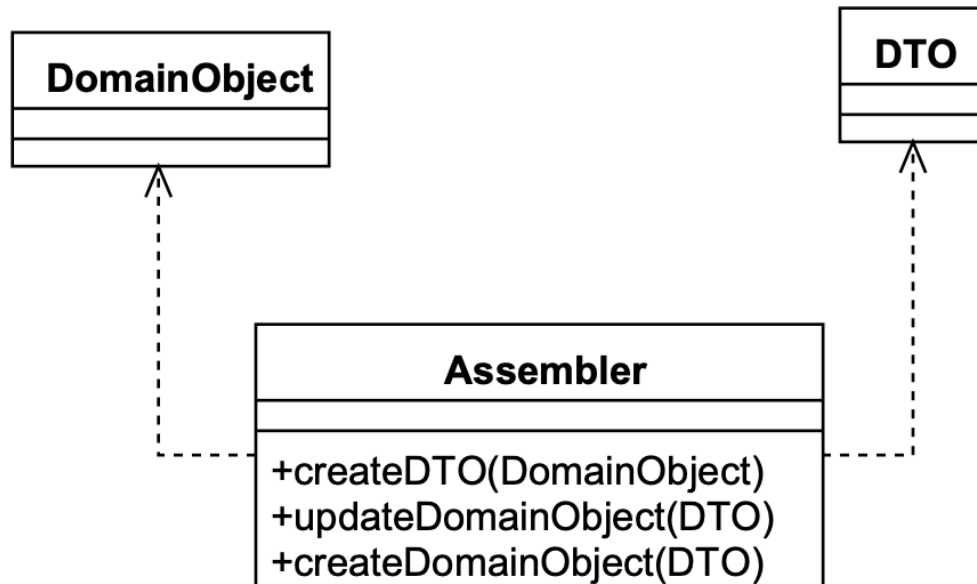 DomainObject
DTO
Assembler
+createDTO(DomainObject)
+updateDomainObject(DTO)
+createDomainObject(DTO)